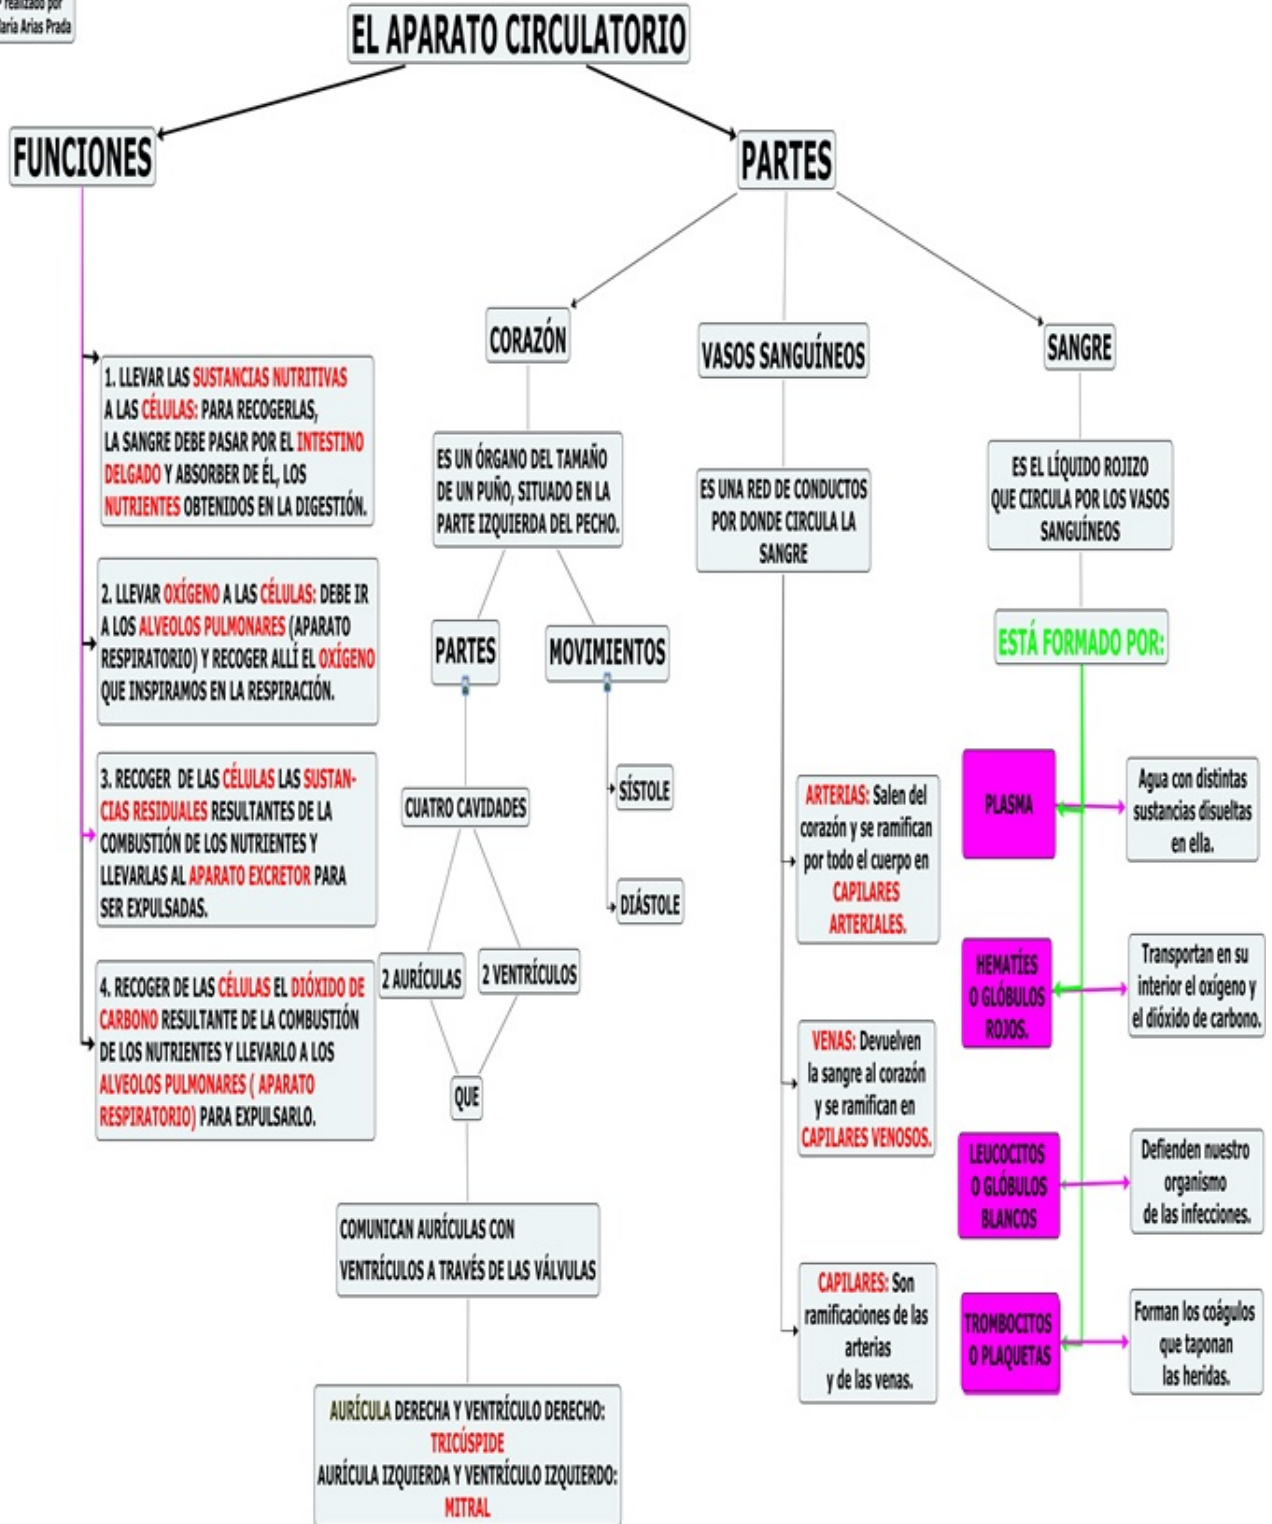 realizado por
María Arias Prada
EL APARATO CIRCULATORIO
FUNCIONES
1. LLEVAR LAS SUSTANCIAS NUTRITIVAS
A LAS CÉLULAS: PARA RECOGERLAS,
LA SANGRE DEBE PASAR POR EL INTESTINO
DELGADO Y ABSORBER DE ÉL, LOS
NUTRIENTES OBTENIDOS EN LA DIGESTIÓN.
2. LLEVAR OXÍGENO A LAS CÉLULAS: DEBE IR
A LOS ALVEOLOS PULMONARES (APARATO
RESPIRATORIO) Y RECOGER ALLÍ EL OXÍGENO
QUE INSPIRAMOS EN LA RESPIRACIÓN.
3. RECOGER DE LAS CÉLULAS LAS SUSTAN-
CIAS RESIDUALES RESULTANTES DE LA
COMBUSTIÓN DE LOS NUTRIENTES Y
LLEVARLAS AL APARATO EXCRETOR PARA
SER EXPULSADAS.
4. RECOGER DE LAS CÉLULAS EL DIÓXIDO DE
CARBONO RESULTANTE DE LA COMBUSTIÓN
DE LOS NUTRIENTES Y LLEVARLO A LOS
ALVEOLOS PULMONARES ( APARATO
RESPIRATORIO) PARA EXPULSARLO.
PARTES
CORAZÓN
ES UN ÓRGANO DEL TAMAÑO
DE UN PUÑO, SITUADO EN LA
PARTE IZQUIERDA DEL PECHO.
PARTES
CUATRO CAVIDADES
2 AURÍCULAS
2 VENTRÍCULOS
QUE
COMUNICAN AURÍCULAS CON
VENTRÍCULOS A TRAVÉS DE LAS VÁLVULAS
AURÍCULA DERECHA Y VENTRÍCULO DERECHO:
TRICÚSPIDE
AURÍCULA IZQUIERDA Y VENTRÍCULO IZQUIERDO:
MITRAL
MOVIMIENTOS
SÍSTOLE
DIÁSTOLE
VASOS SANGUÍNEOS
ES UNA RED DE CONDUCTOS
POR DONDE CIRCULA LA
SANGRE
ARTERIAS: Salen del
corazón y se ramifican
por todo el cuerpo en
CAPILARES
ARTERIALES.
VENAS: Devuelven
la sangre al corazón
y se ramifican en
CAPILARES VENOSOS.
CAPILARES: Son
ramificaciones de las
arterias
y de las venas.
SANGRE
ES EL LÍQUIDO ROJIZO
QUE CIRCULA POR LOS VASOS
SANGUÍNEOS
ESTÁ FORMADO POR:
PLASMA
Agua con distintas
sustancias disueltas
en ella.
HEMATÍES
O GLÓBULOS
ROJOS.
Transportan en su
interior el oxígeno y
el dióxido de carbono.
LEUCOCITOS
O GLÓBULOS
BLANCOS
Defienden nuestro
organismo
de las infecciones.
TROMBOCITOS
O PLAQUETAS
Forman los coágulos
que taponan
las heridas.